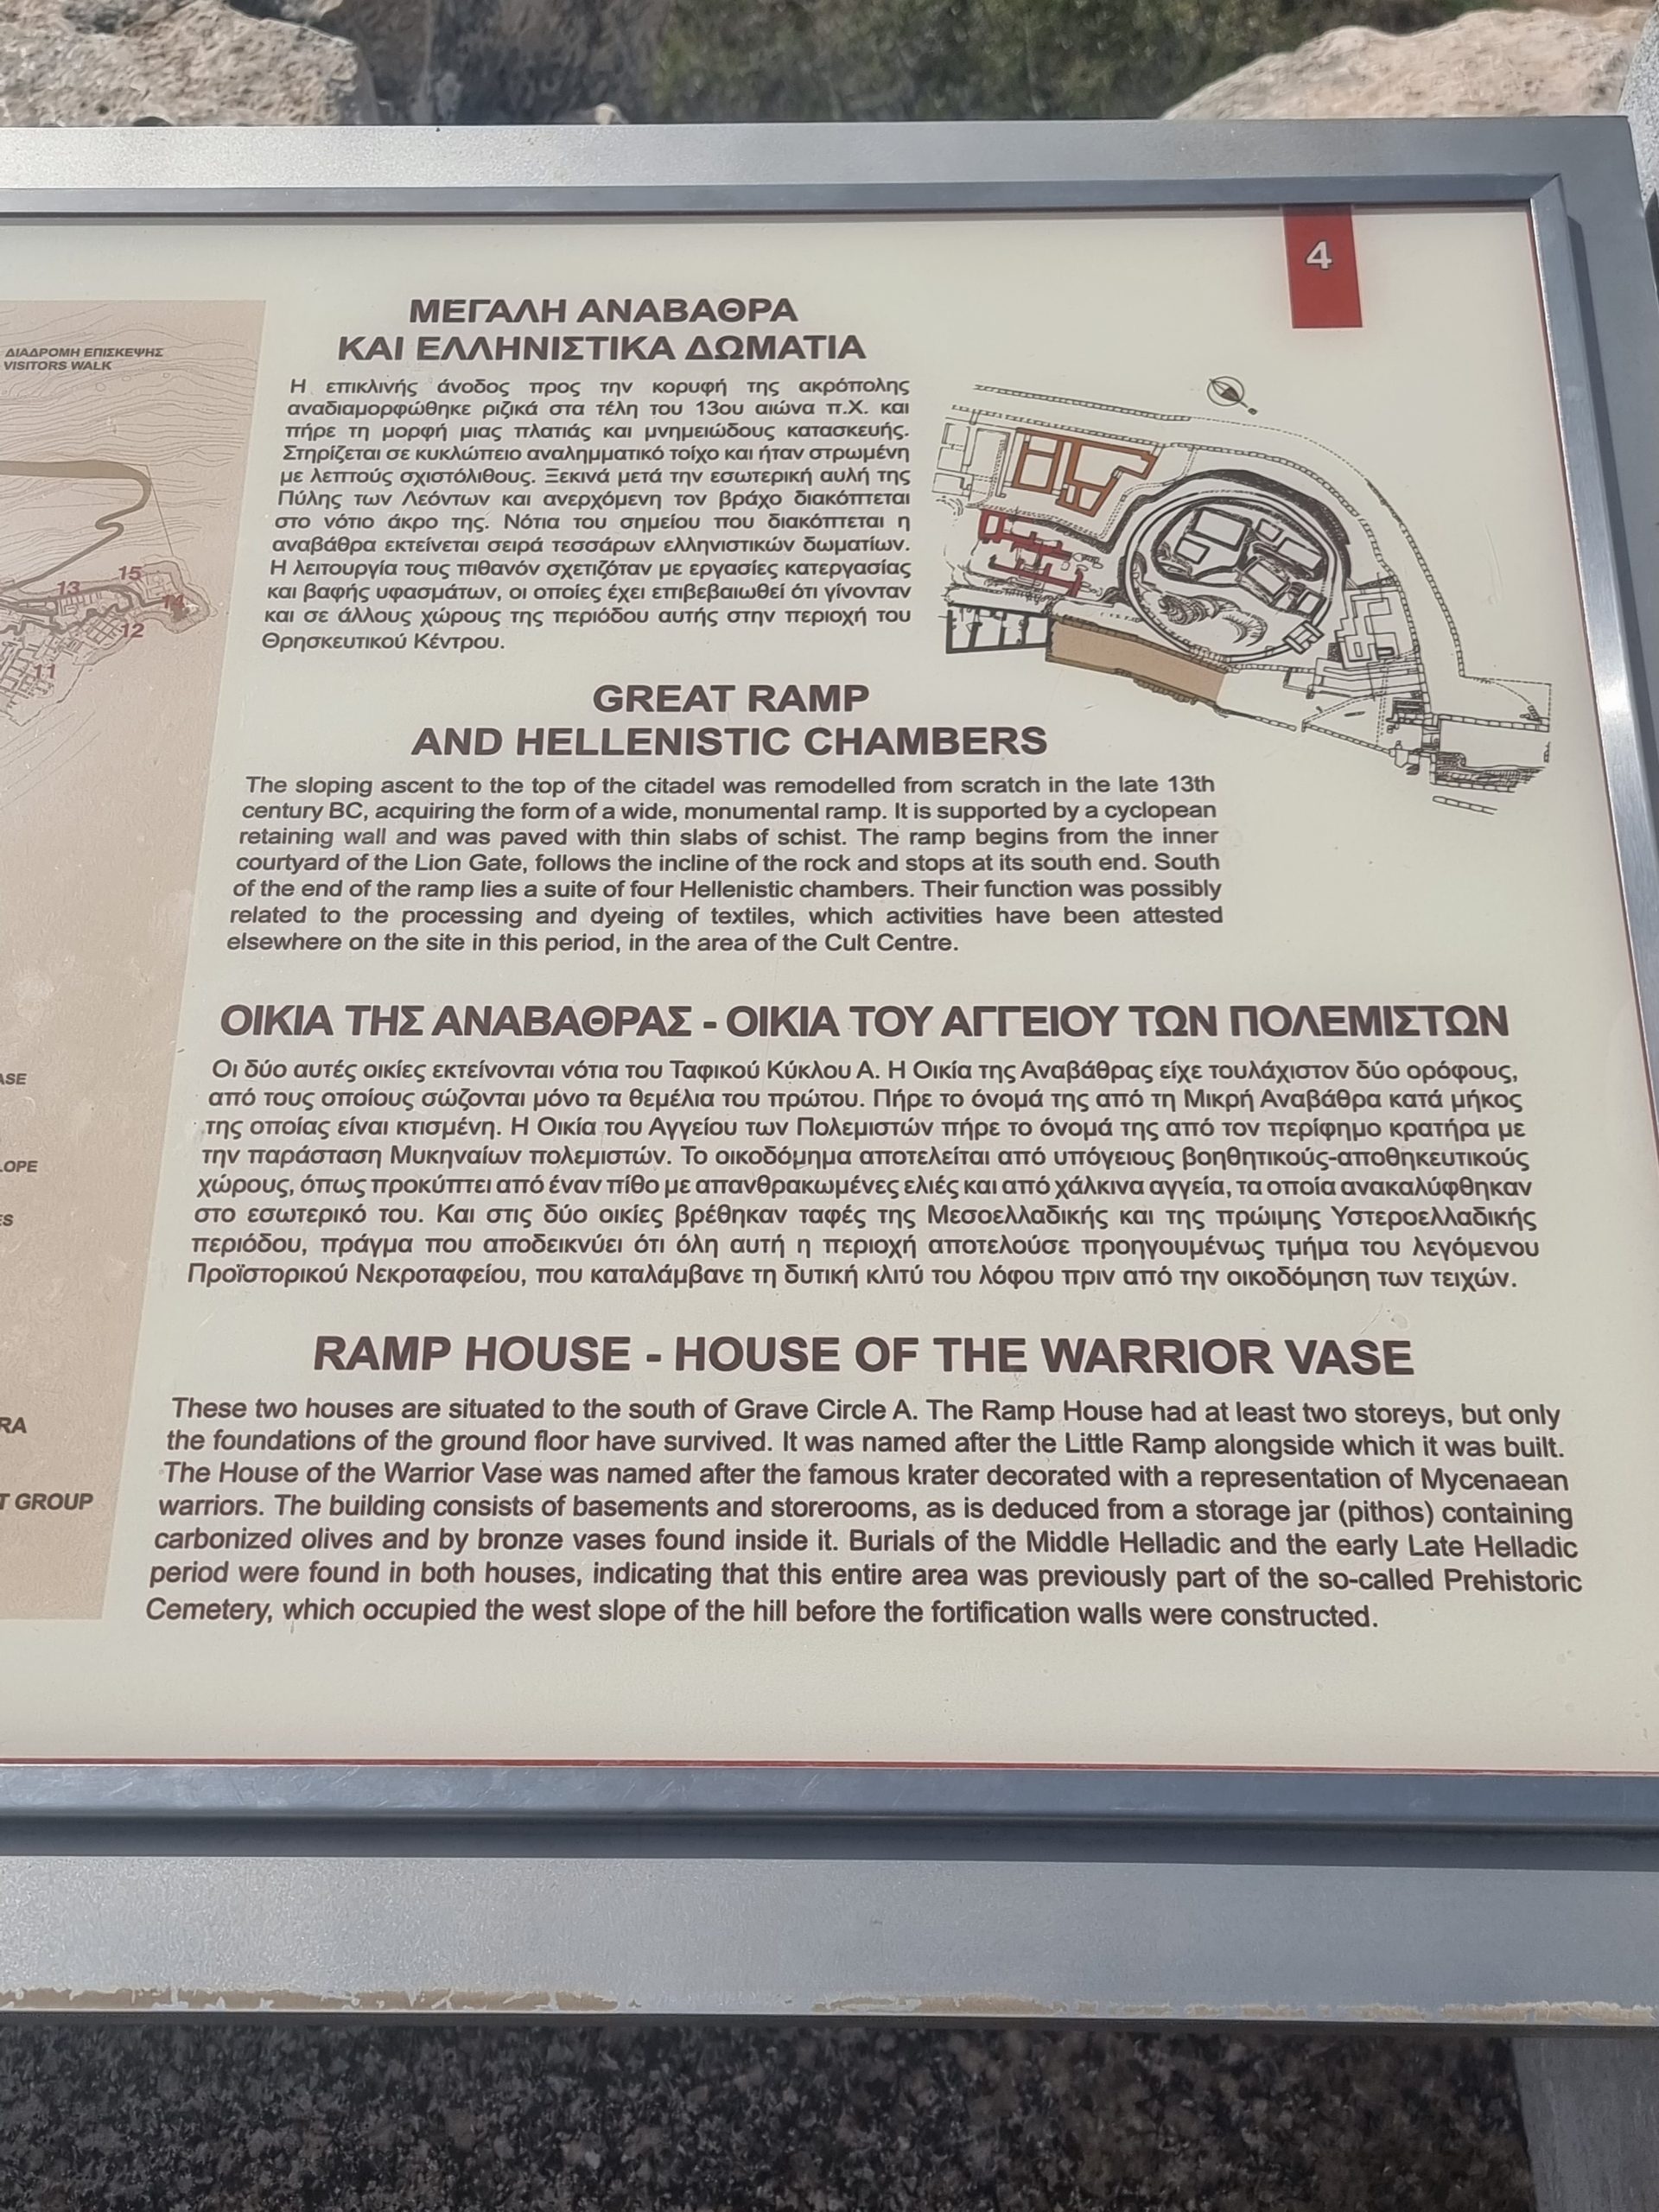 4
ΔΙΑΔΡΟΜΗ ΕΠΙΣΚΕΨΗΣ
VISITORS WALK
13
15
14
12
11
ASE
LOPE
ES
RA
T GROUP
ΜΕΓΑΛΗ ΑΝΑΒΑΘΡΑ
ΚΑΙ ΕΛΛΗΝΙΣΤΙΚΑ ΔΩΜΑΤΙΑ
Η επικλινής άνοδος προς την κορυφή της ακρόπολης
αναδιαμορφώθηκε ριζικά στα τέλη του 13ου αιώνα π.Χ. και
πήρε τη μορφή μιας πλατιάς και μνημειώδους κατασκευής.
Στηρίζεται σε κυκλώπειο αναλημματικό τοίχο και ήταν στρωμένη
με λεπτούς σχιστόλιθους. Ξεκινά μετά την εσωτερική αυλή της
Πύλης των Λεόντων και ανερχόμενη τον βράχο διακόπτεται
στο νότιο άκρο της. Νότια του σημείου που διακόπτεται η
αναβάθρα εκτείνεται σειρά τεσσάρων ελληνιστικών δωματίων.
Η λειτουργία τους πιθανόν σχετιζόταν με εργασίες κατεργασίας
και βαφής υφασμάτων, οι οποίες έχει επιβεβαιωθεί ότι γίνονταν
και σε άλλους χώρους της περιόδου αυτής στην περιοχή του
Θρησκευτικού Κέντρου.
GREAT RAMP
AND HELLENISTIC CHAMBERS
The sloping ascent to the top of the citadel was remodelled from scratch in the late 13th
century BC, acquiring the form of a wide, monumental ramp. It is supported by a cyclopean
retaining wall and was paved with thin slabs of schist. The ramp begins from the inner
courtyard of the Lion Gate, follows the incline of the rock and stops at its south end. South
of the end of the ramp lies a suite of four Hellenistic chambers. Their function was possibly
related to the processing and dyeing of textiles, which activities have been attested
elsewhere on the site in this period, in the area of the Cult Centre.
ΟΙΚΙΑ ΤΗΣ ΑΝΑΒΑΘΡΑΣ - ΟΙΚΙΑ ΤΟΥ ΑΓΓΕΙΟΥ ΤΩΝ ΠΟΛΕΜΙΣΤΩΝ
Οι δύο αυτές οικίες εκτείνονται νότια του Ταφικού Κύκλου Α. Η Οικία της Αναβάθρας είχε τουλάχιστον δύο ορόφους,
από τους οποίους σώζονται μόνο τα θεμέλια του πρώτου. Πήρε το όνομά της από τη Μικρή Αναβάθρα κατά μήκος
της οποίας είναι κτισμένη. Η Οικία του Αγγείου των Πολεμιστών πήρε το όνομά της από τον περίφημο κρατήρα με
την παράσταση Μυκηναίων πολεμιστών. Το οικοδόμημα αποτελείται από υπόγειους βοηθητικούς-αποθηκευτικούς
χώρους, όπως προκύπτει από έναν πίθο με απανθρακωμένες ελιές και από χάλκινα αγγεία, τα οποία ανακαλύφθηκαν
στο εσωτερικό του. Και στις δύο οικίες βρέθηκαν ταφές της Μεσοελλαδικής και της πρώιμης Υστεροελλαδικής
περιόδου, πράγμα που αποδεικνύει ότι όλη αυτή η περιοχή αποτελούσε προηγουμένως τμήμα του λεγόμενου
Προϊστορικού Νεκροταφείου, που καταλάμβανε τη δυτική κλιτύ του λόφου πριν από την οικοδόμηση των τειχών.
RAMP HOUSE - HOUSE OF THE WARRIOR VASE
These two houses are situated to the south of Grave Circle A. The Ramp House had at least two storeys, but only
the foundations of the ground floor have survived. It was named after the Little Ramp alongside which it was built.
The House of the Warrior Vase was named after the famous krater decorated with a representation of Mycenaean
warriors. The building consists of basements and storerooms, as is deduced from a storage jar (pithos) containing
carbonized olives and by bronze vases found inside it. Burials of the Middle Helladic and the early Late Helladic
period were found in both houses, indicating that this entire area was previously part of the so-called Prehistoric
Cemetery, which occupied the west slope of the hill before the fortification walls were constructed.